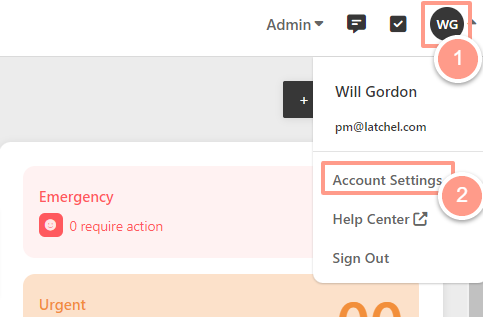 Admin
WG
1
Will Gordon
+
pm@latchel.com
Emergency
Account Settings
2
0 require action
Help Center
Sign Out
Urgent